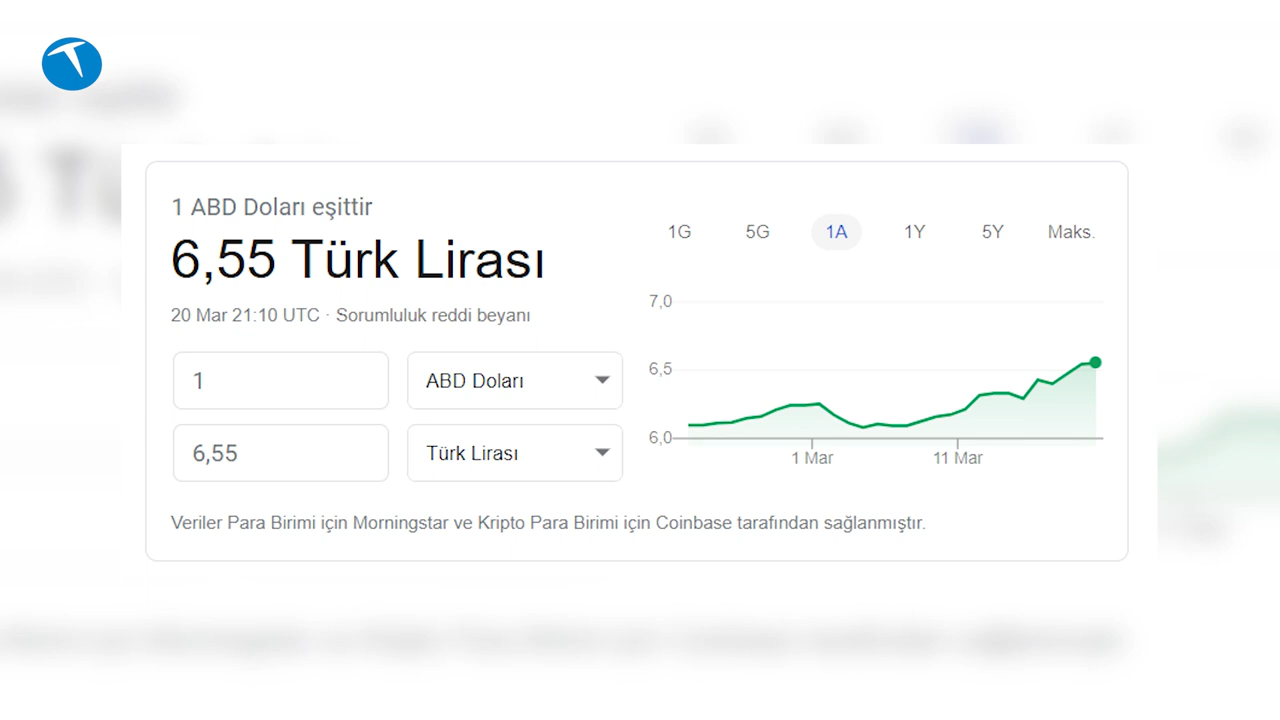 1 ABD Doları eşittir
6,55 Türk Lirası
20 Mar 21:10 UTC · Sorumluluk reddi beyanı
1
ABD Doları
6,55
Türk Lirası
1G 5G 1A 1Y 5Y Maks.
7,0
6,5
6,0
1 Mar 11 Mar
Veriler Para Birimi için Morningstar ve Kripto Para Birimi için Coinbase tarafından sağlanmıştır.